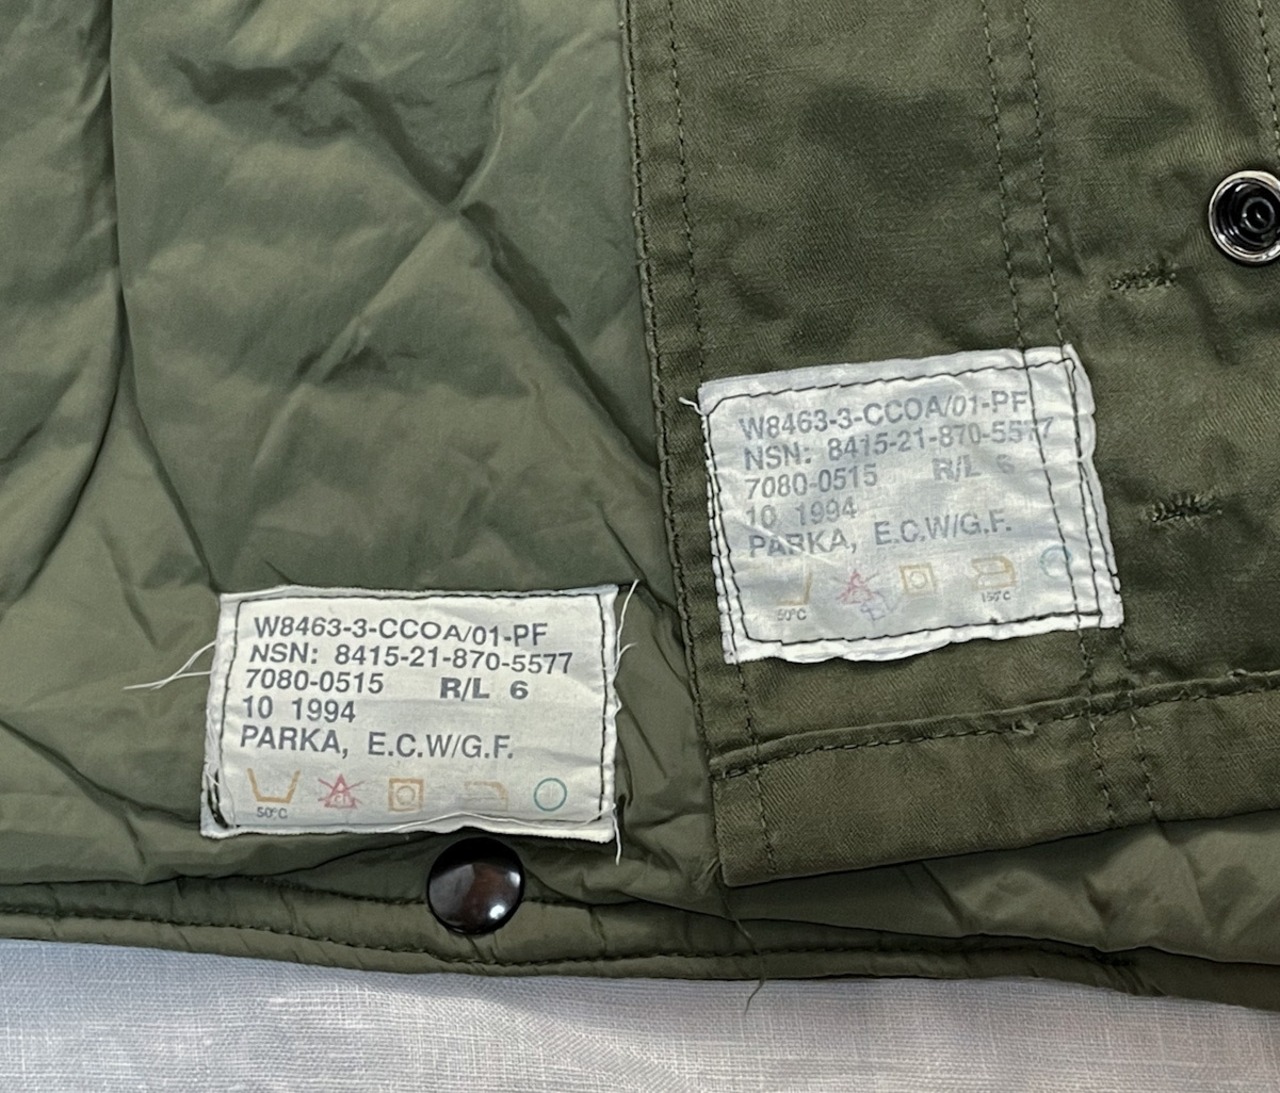 W8463-3-CCOA/01-PF
NSN: 8415-21-870-5577
7080-0515 R/L 6
10 1994
PARKA, E.C.W/G.F.
50°C
W8463-3-CCOA/01-PF
NSN: 8415-21-870-5577
7080-0515 R/L 6
10 1994
PARKA, E.C.W/G.F.
50°C